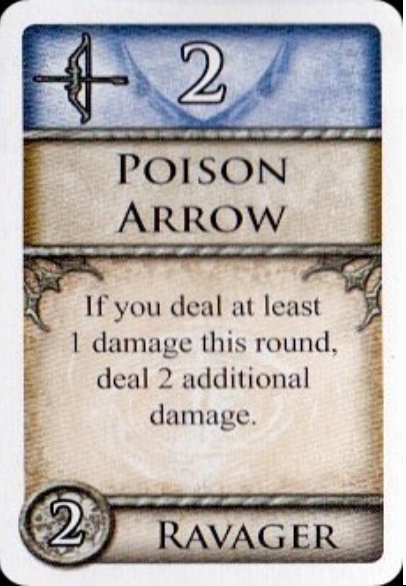 2
POISON
ARROW
If you deal at least
1 damage this round,
deal 2 additional
damage.
2 RAVAGER